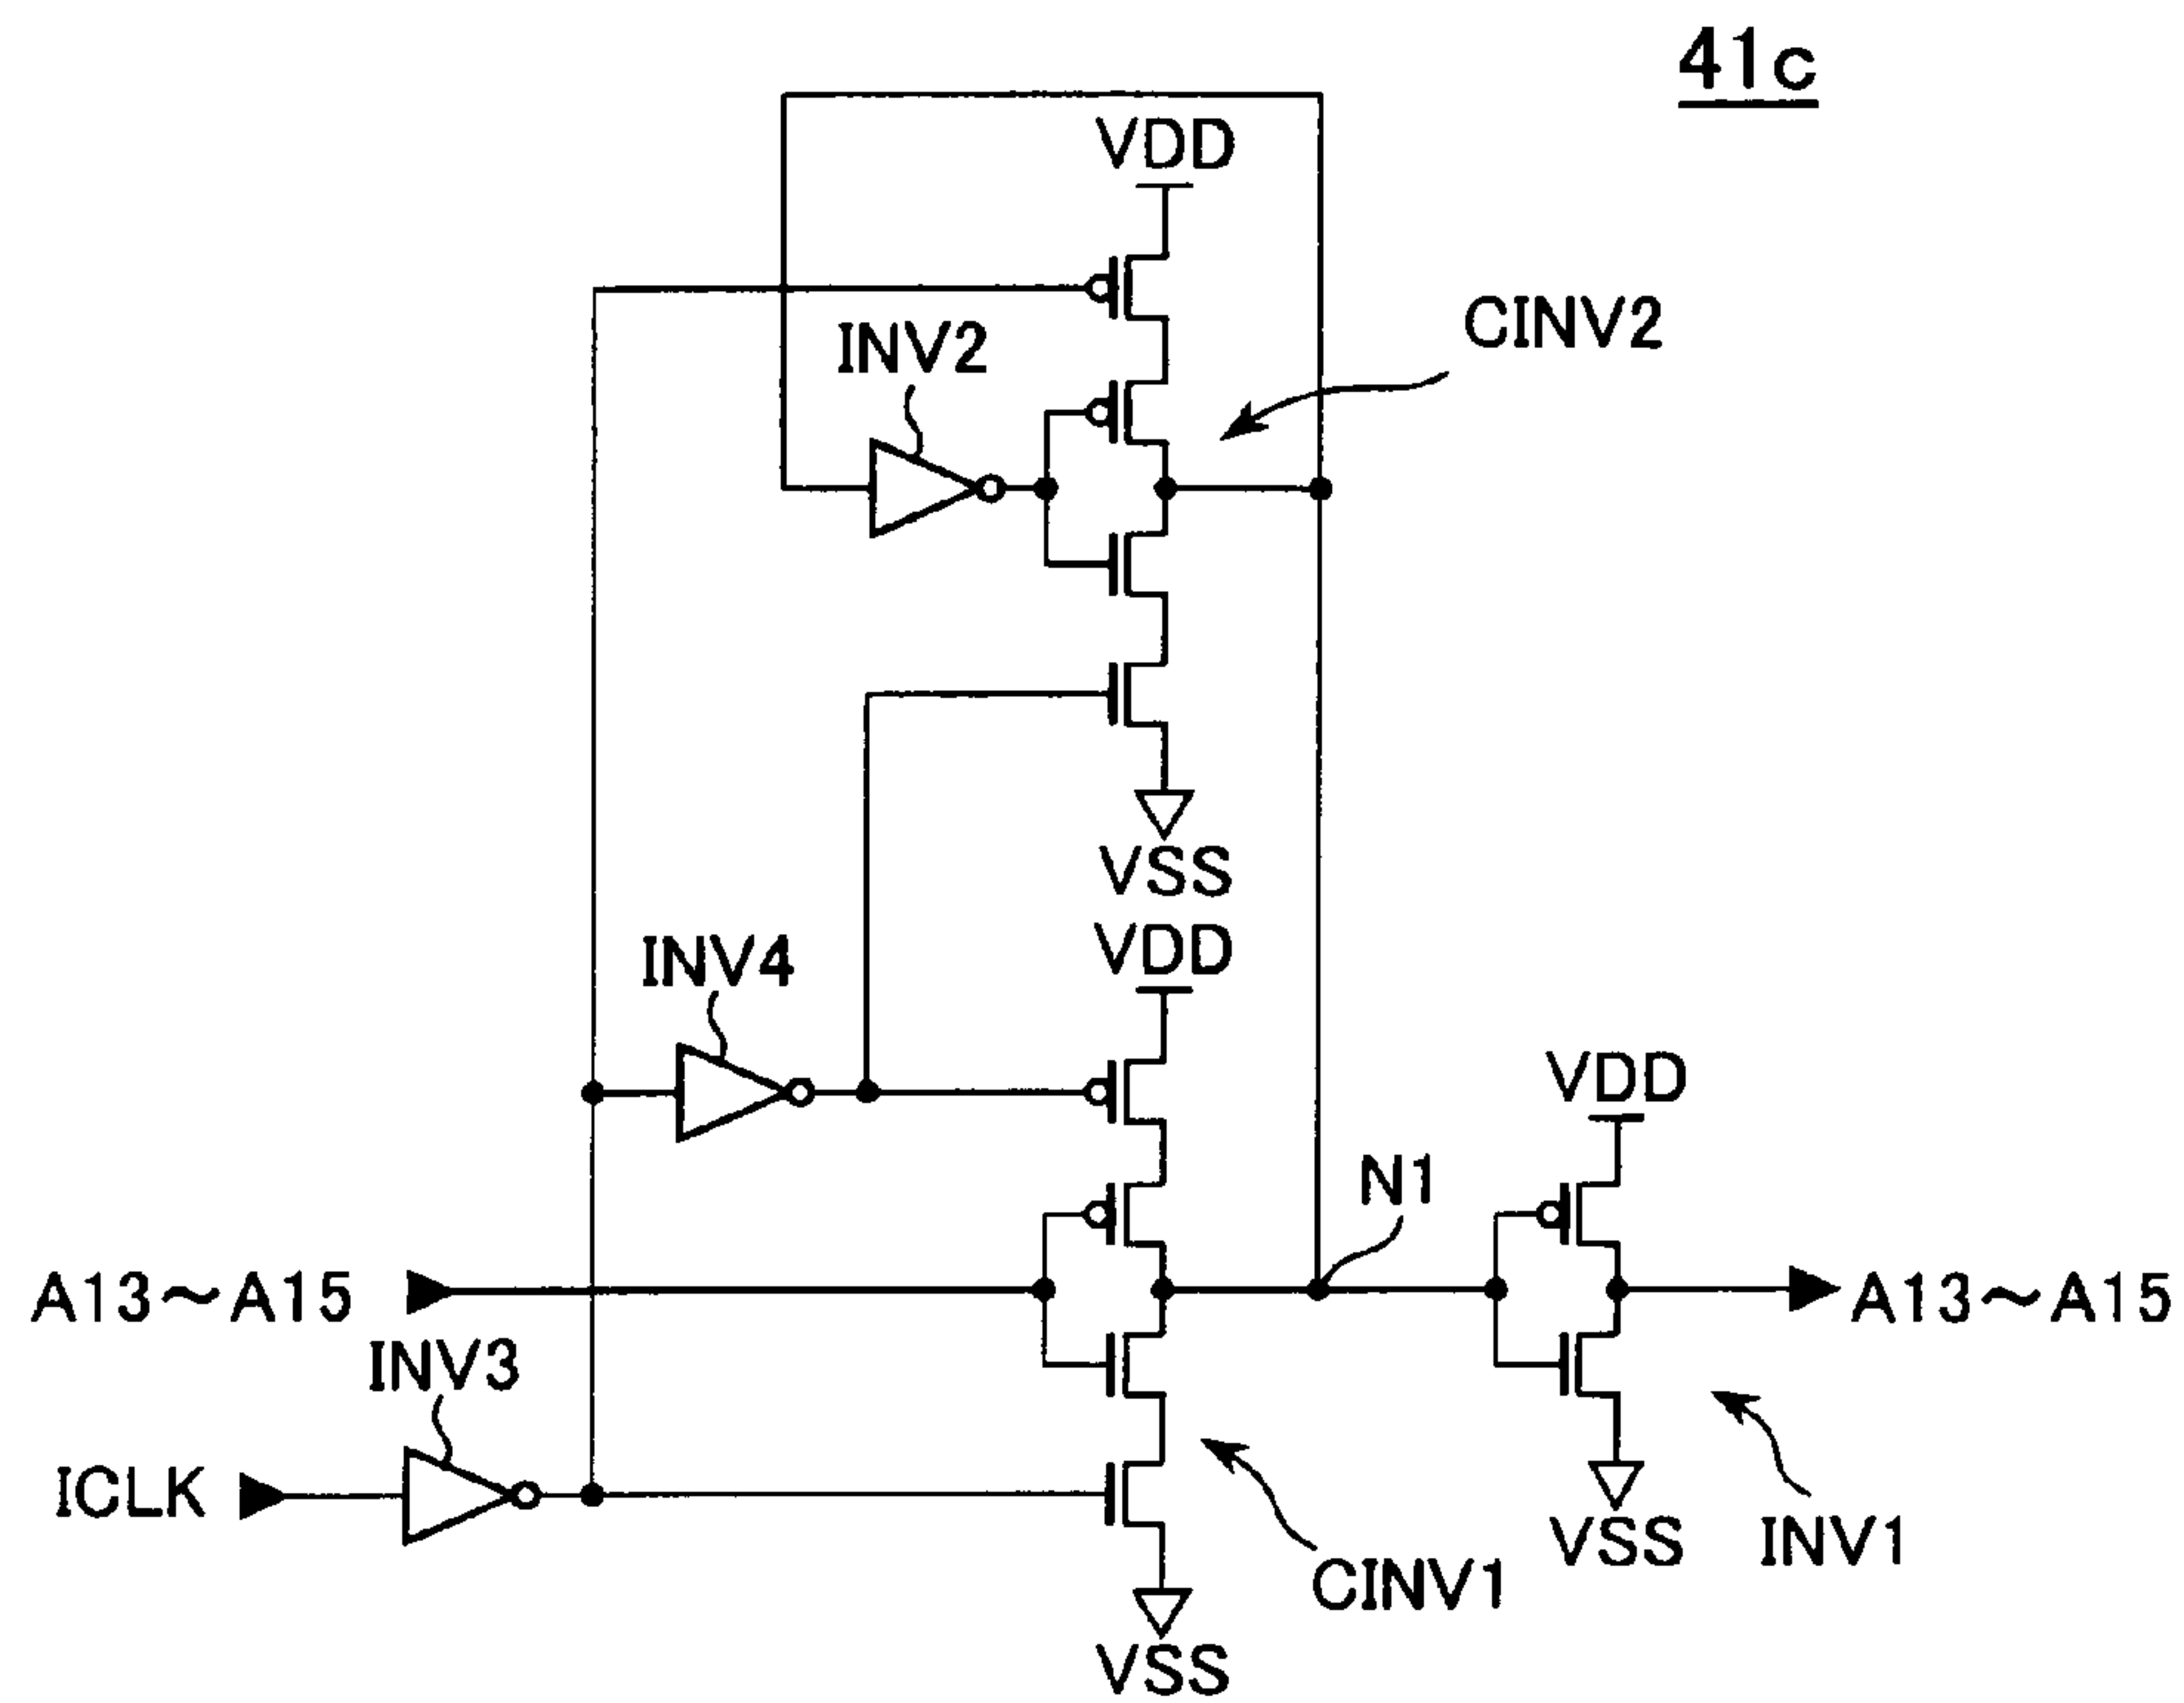 41c
VDD
CINV2
INV2
VSS
VDD
INV4
VDD
N1
A13～A15
A13～A15
INV3
ICLK
VSS
INV1
CINV1
VSS